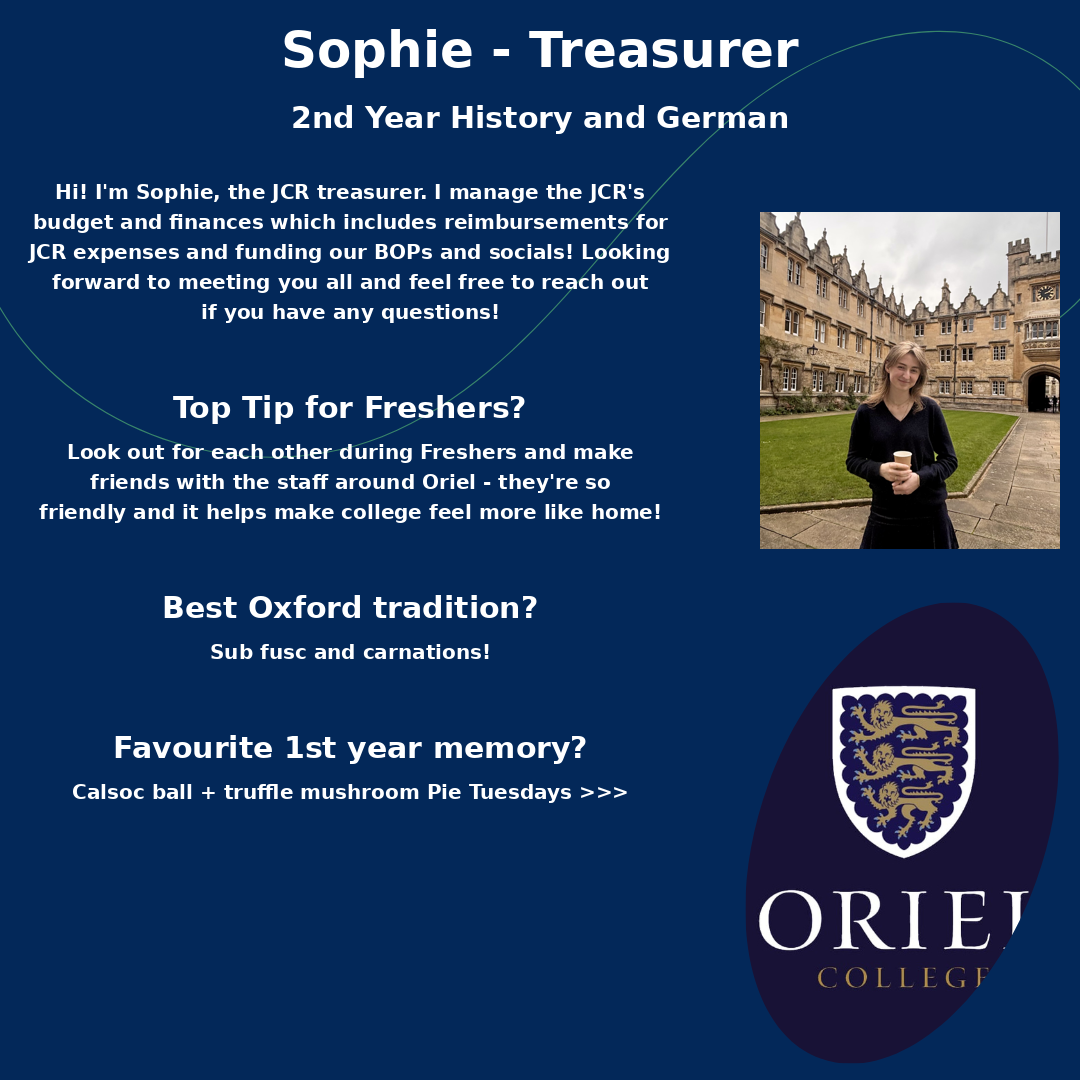 Sophie - Treasurer
2nd Year History and German
Hi! I'm Sophie, the JCR treasurer. I manage the JCR's
budget and finances which includes reimbursements for
JCR expenses and funding our BOPs and socials! Looking
forward to meeting you all and feel free to reach out
if you have any questions!
Top Tip for Freshers?
Look out for each other during Freshers and make
friends with the staff around Oriel - they're so
friendly and it helps make college feel more like home!
Best Oxford tradition?
Sub fusc and carnations!
Favourite 1st year memory?
Calsoc ball + truffle mushroom Pie Tuesdays >>>
ORIEL
COLLEGE